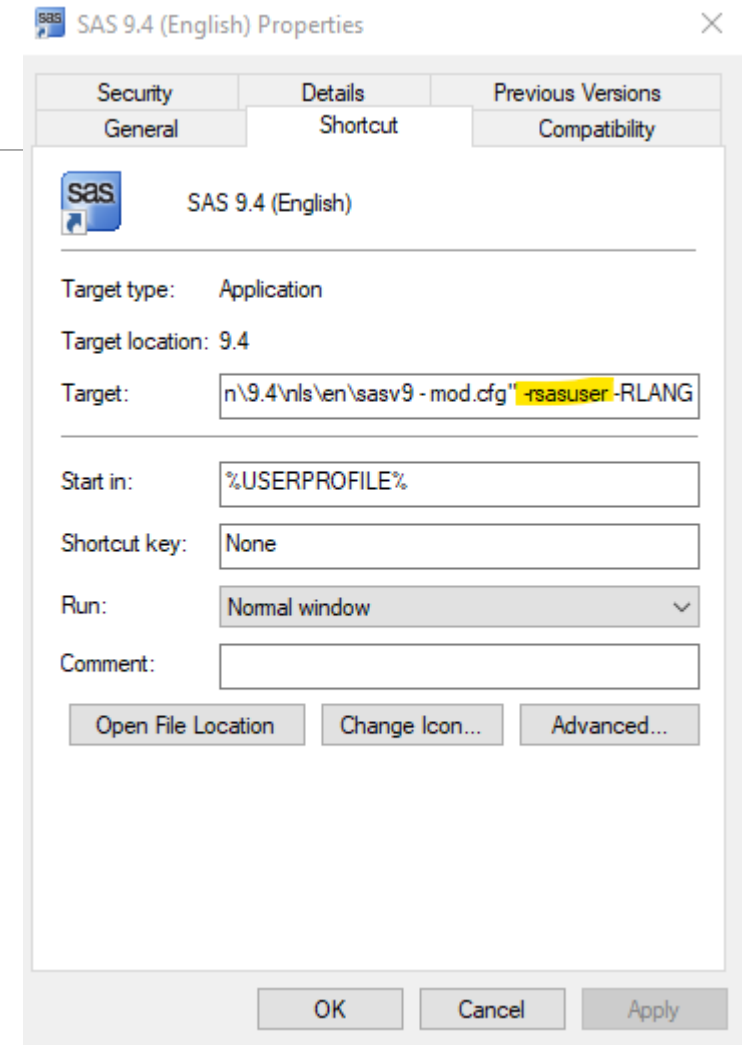 sas
SAS 9.4 (English) Properties
Security Details Previous Versions
General Shortcut Compatibility
sas
SAS 9.4 (English)
Target type: Application
Target location: 9.4
Target: n\9.4\nls\en\sasv9 - mod.cfg" -rsasuser -RLANG
Start in: %USERPROFILE%
Shortcut key: None
Run: Normal window
Comment:
Open File Location Change Icon... Advanced...
OK Cancel Apply